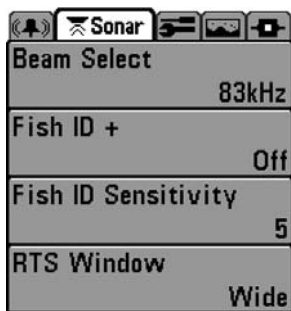 Sonar
Beam Select
83kHz
Fish ID +
Off
Fish ID Sensitivity
5
RTS Window
Wide